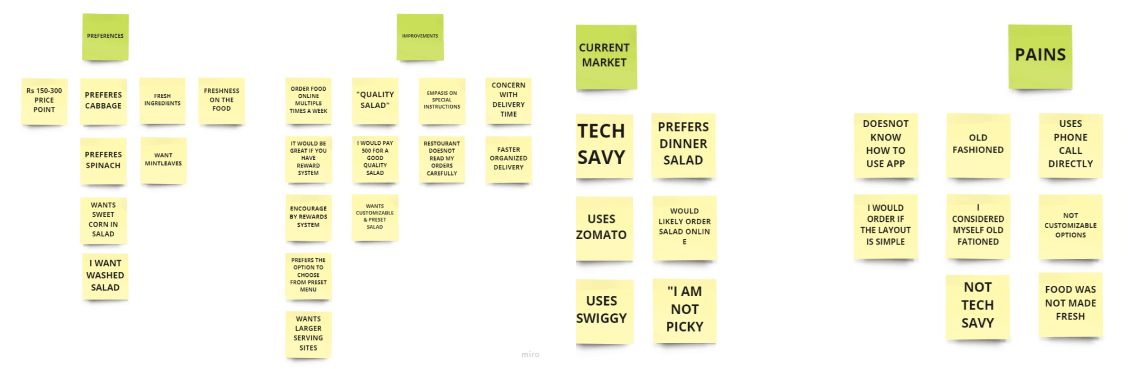 PREFERENCES
Rs 150-300
PRICE
POINT
PREFERES
CABBAGE
FRESH
INGREDIENTS
FRESHNESS
ON THE
FOOD
PREFERES
SPINACH
WANT
MINTLEAVES
WANTS
SWEET
CORN IN
SALAD
I WANT
WASHED
SALAD
IMPROVEMENTS
ORDER FOOD
ONLINE
MULTIPLE
TIMES A WEEK
"QUALITY
SALAD"
EMPASIS ON
SPECIAL
INSTRUCTIONS
CONCERN
WITH
DELIVERY
TIME
IT WOULD BE
GREAT IF YOU
HAVE
REWARD
SYSTEM
I WOULD PAY
500 FOR A
GOOD
QUALITY
SALAD
RESTOURANT
DOESNOT
READ MY
ORDERS
CAREFULLY
FASTER
ORGANIZED
DELIVERY
ENCOURAGE
BY REWARDS
SYSTEM
WANTS
CUSTOMIZABLE
& PRESET
SALAD
PREFERS THE
OPTION TO
CHOOSE
FROM PRESET
MENU
WANTS
LARGER
SERVING
SITES
miro
CURRENT
MARKET
TECH
SAVY
PREFERS
DINNER
SALAD
USES
ZOMATO
WOULD
LIKELY ORDER
SALAD ONLIN
E
USES
SWIGGY
"I AM
NOT
PICKY
PAINS
DOESNOT
KNOW
HOW TO
USE APP
OLD
FASHIONED
USES
PHONE
CALL
DIRECTLY
I WOULD
ORDER IF
THE LAYOUT
IS SIMPLE
I
CONSIDERED
MYSELF OLD
FATIONED
NOT
CUSTOMIZABLE
OPTIONS
NOT
TECH
SAVY
FOOD WAS
NOT MADE
FRESH